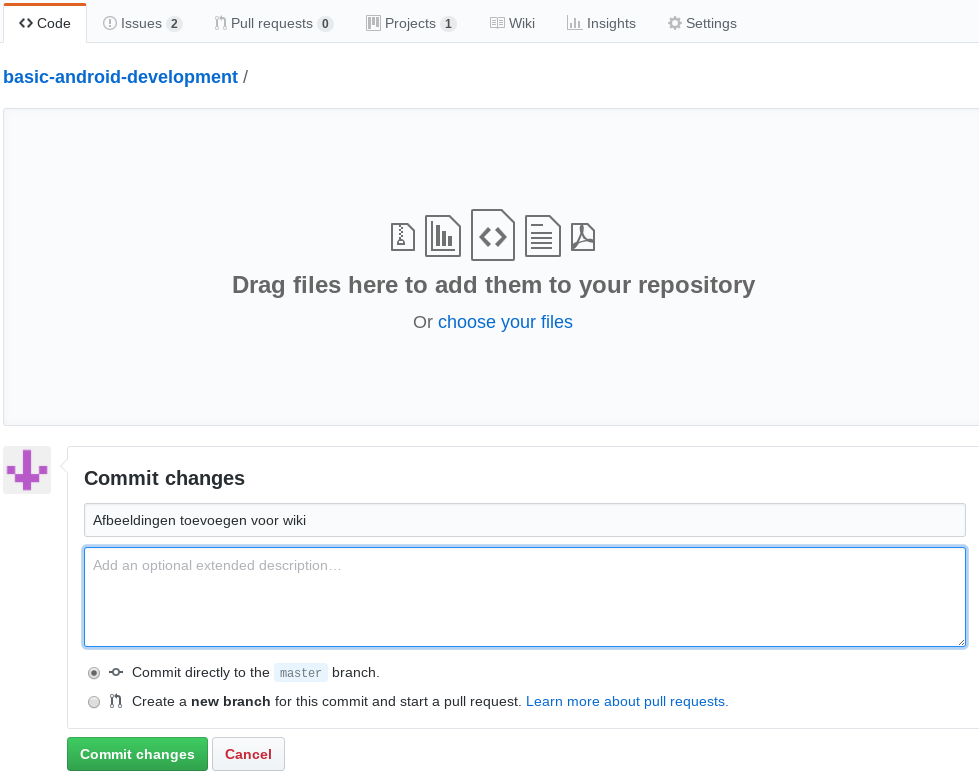 Code Issues 2 Pull requests 0 Projects 1 Wiki Insights Settings
basic-android-development /
Drag files here to add them to your repository
Or choose your files
Commit changes
Afbeeldingen toevoegen voor wiki
Add an optional extended description…
Commit directly to the master branch.
Create a new branch for this commit and start a pull request. Learn more about pull requests.
Commit changes Cancel